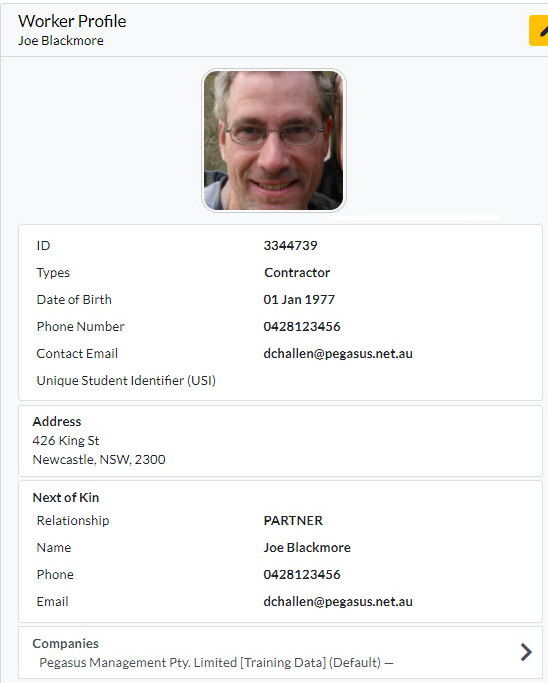 Worker Profile
Joe Blackmore
ID 3344739
Types Contractor
Date of Birth 01 Jan 1977
Phone Number 0428123456
Contact Email dchallen@pegasus.net.au
Unique Student Identifier (USI)
Address
426 King St
Newcastle, NSW, 2300
Next of Kin
Relationship PARTNER
Name Joe Blackmore
Phone 0428123456
Email dchallen@pegasus.net.au
Companies
Pegasus Management Pty. Limited [Training Data] (Default) —